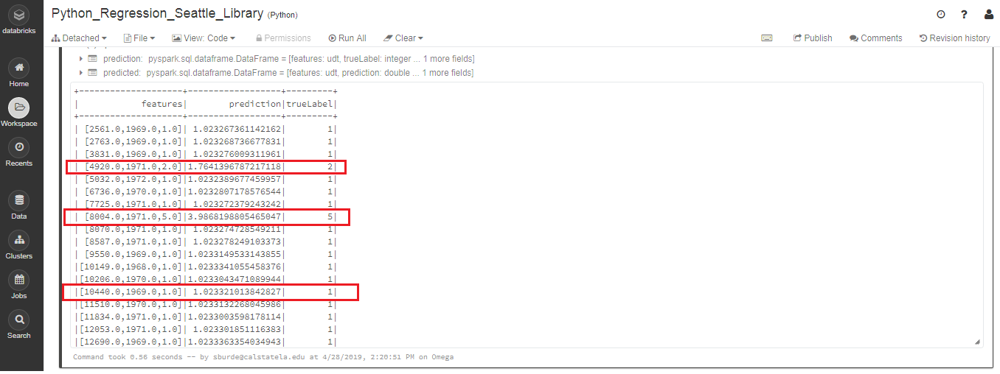 databricks
Home
Workspace
Recents
Data
Clusters
Jobs
Search
Python_Regression_Seattle_Library (Python)
Detached File View: Code Permissions Run All Clear Publish Comments Revision history
prediction: pyspark.sql.dataframe.DataFrame = [features: udt, trueLabel: integer ... 1 more fields]
predicted: pyspark.sql.dataframe.DataFrame = [features: udt, prediction: double ... 1 more fields]
+--------------------+------------------+---------+
|            features|        prediction|trueLabel|
+--------------------+------------------+---------+
| [2561.0,1969.0,1.0]| 1.023267361142162|        1|
| [2763.0,1969.0,1.0]| 1.023268736677831|        1|
| [3831.0,1969.0,1.0]| 1.023276009311961|        1|
| [4920.0,1971.0,2.0]|1.7641396787217118|        2|
| [5032.0,1972.0,1.0]|1.0232389677459957|        1|
| [6736.0,1970.0,1.0]|1.0232807178576544|        1|
| [7725.0,1971.0,1.0]| 1.023272379243242|        1|
| [8004.0,1971.0,5.0]|3.9868198805465047|        5|
| [8070.0,1971.0,1.0]| 1.023274728549211|        1|
| [8587.0,1971.0,1.0]| 1.023278249103373|        1|
| [9550.0,1969.0,1.0]|1.0233149533143855|        1|
|[10149.0,1968.0,1.0]|1.0233341055458376|        1|
|[10206.0,1970.0,1.0]|1.0233043471089944|        1|
|[10440.0,1969.0,1.0]| 1.023321013842827|        1|
|[11510.0,1970.0,1.0]|1.0233132268045986|        1|
|[11834.0,1971.0,1.0]|1.0233003598178114|        1|
|[12053.0,1971.0,1.0]| 1.023301851116383|        1|
|[12690.0,1969.0,1.0]|1.0233363354034943|        1|
Command took 0.56 seconds -- by sburde@calstatela.edu at 4/28/2019, 2:20:51 PM on Omega